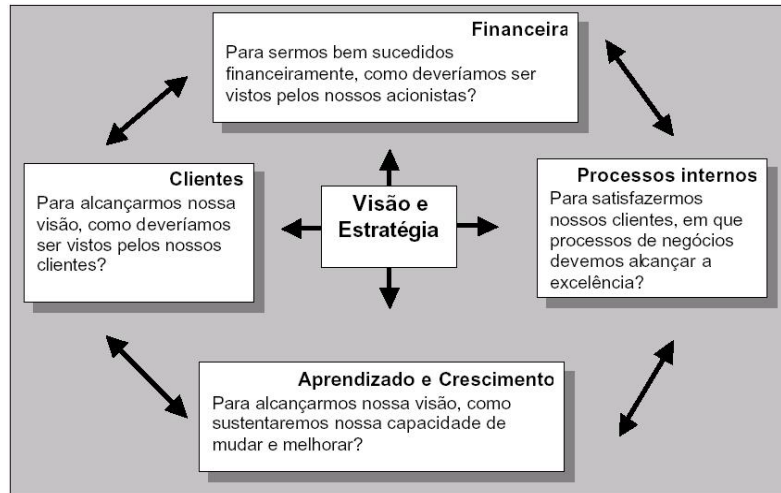 Financeira
Para sermos bem sucedidos
financeiramente, como deveríamos ser
vistos pelos nossos acionistas?
Clientes
Para alcançarmos nossa
visão, como deveríamos
ser vistos pelos nossos
clientes?
Visão e
Estratégia
Processos internos
Para satisfazermos
nossos clientes, em que
processos de negócios
devemos alcançar a
excelência?
Aprendizado e Crescimento
Para alcançarmos nossa visão, como
sustentaremos nossa capacidade de
mudar e melhorar?